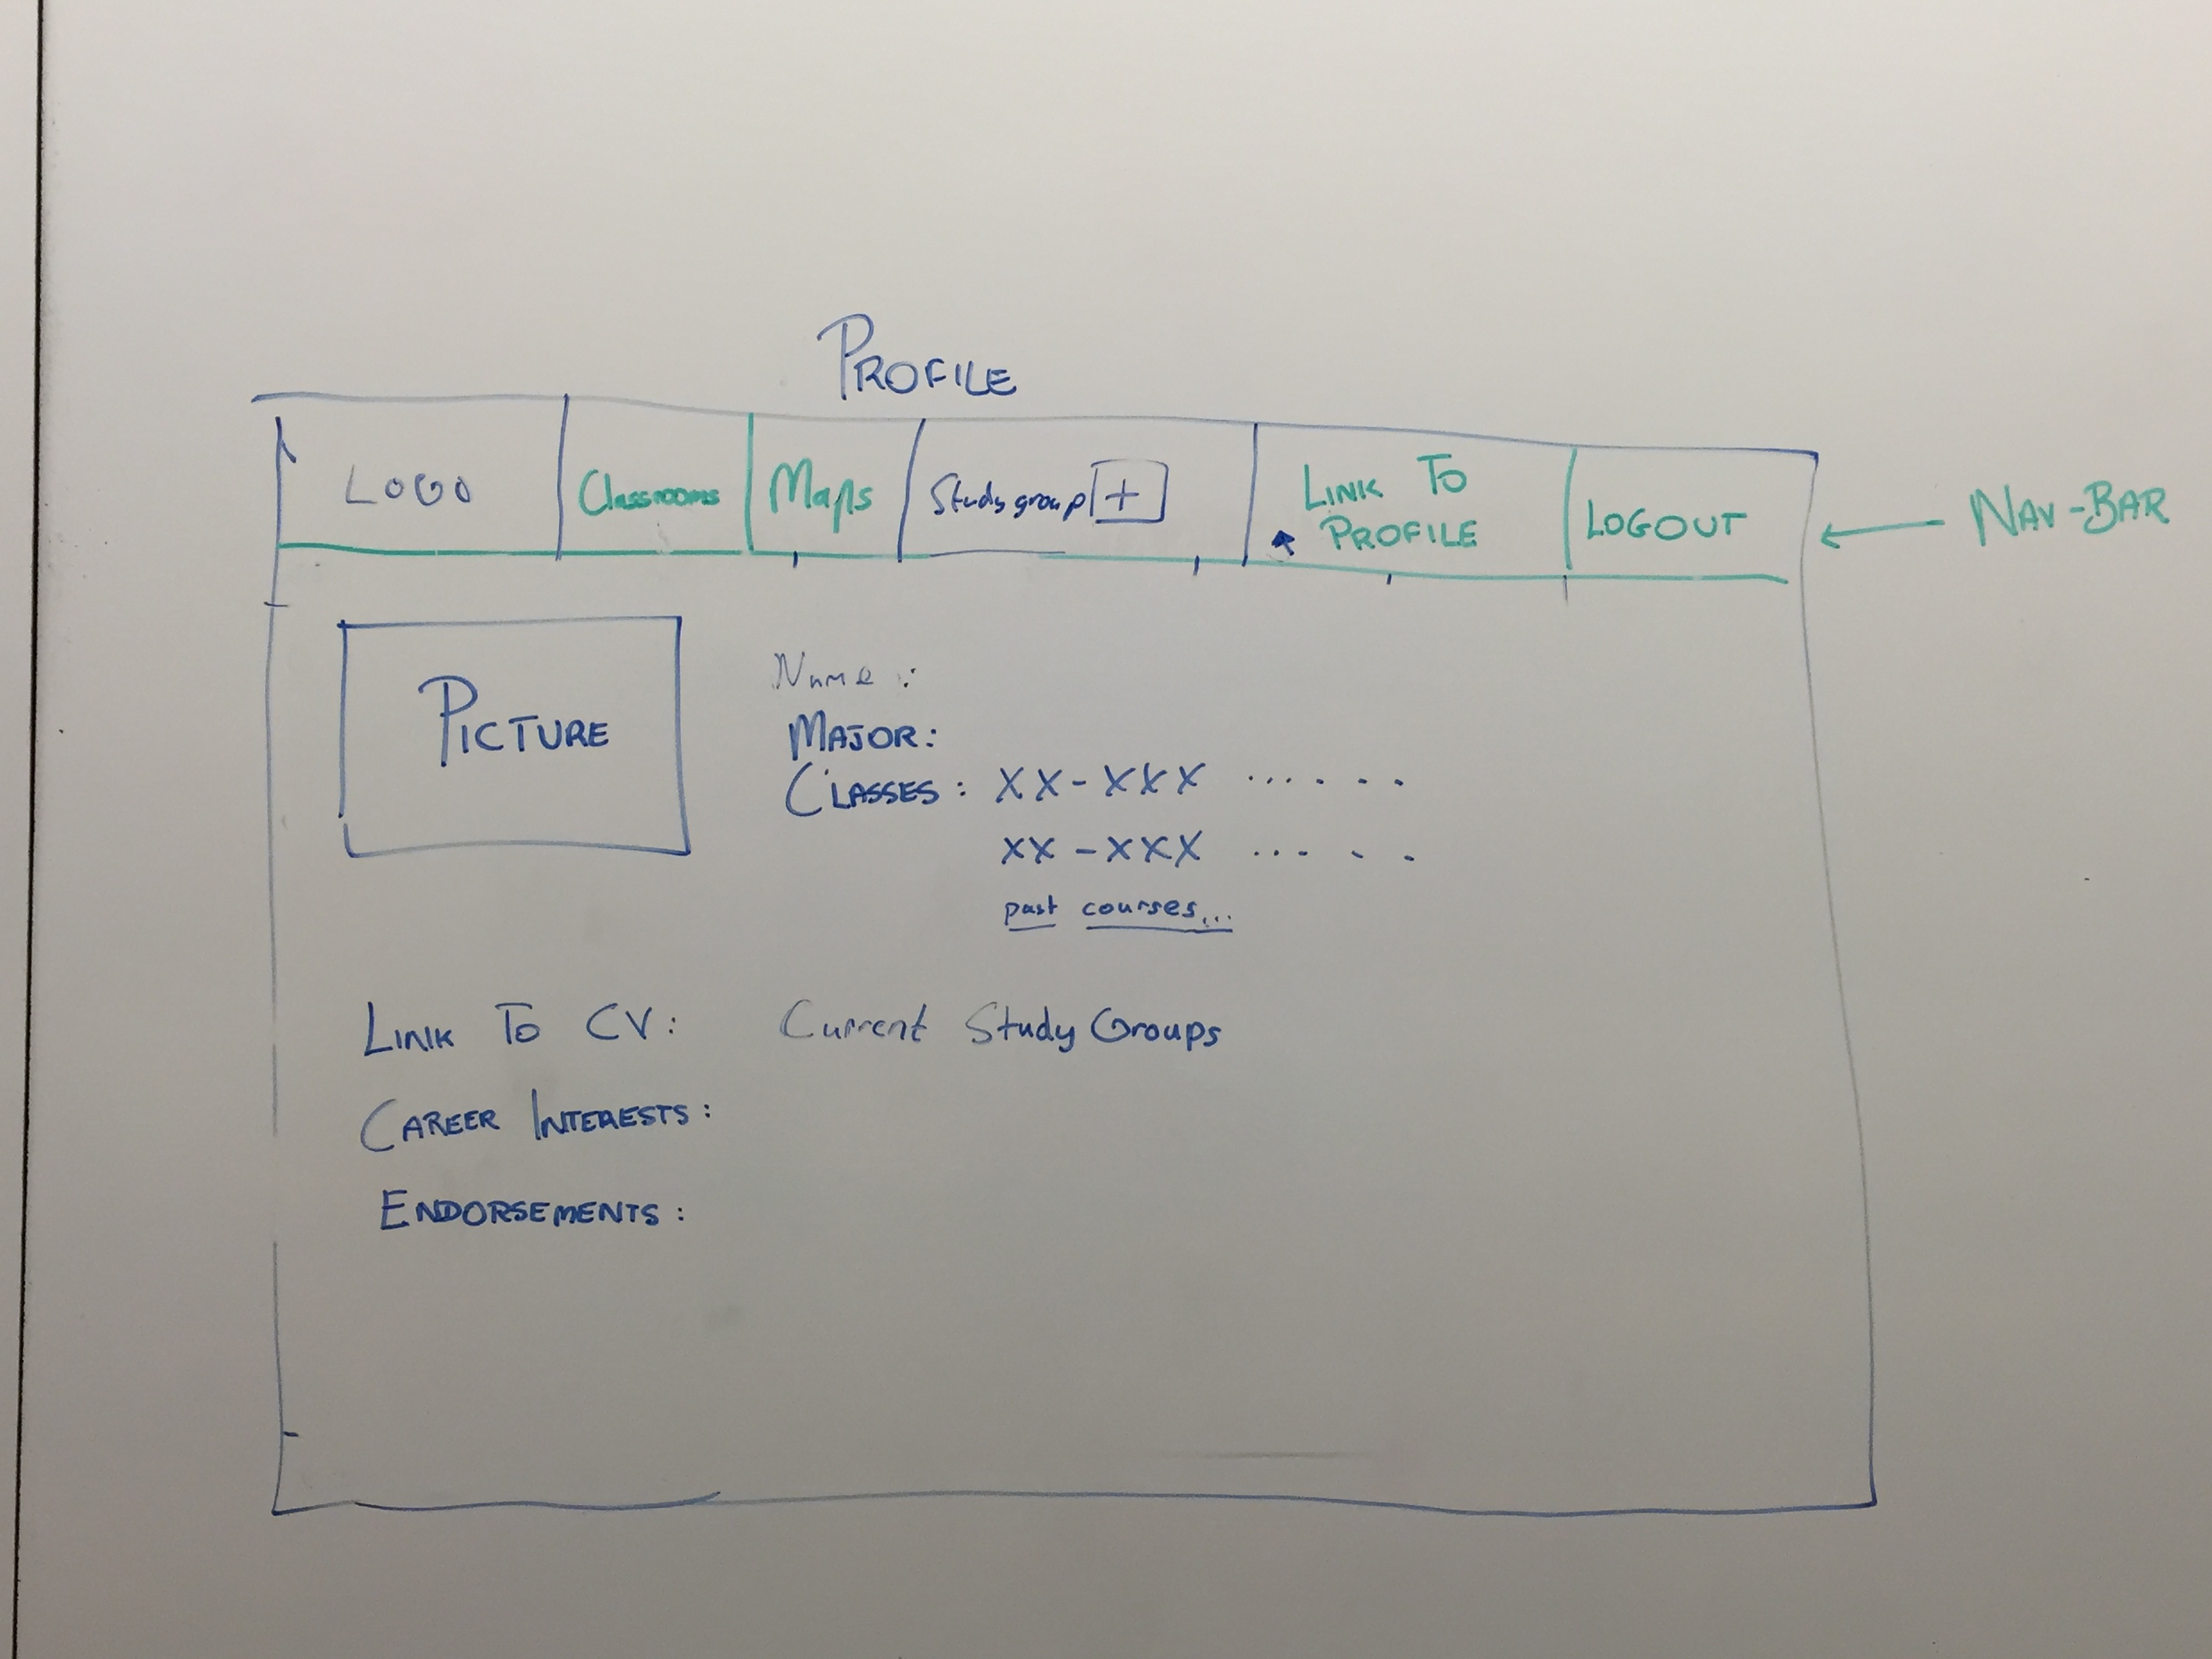 PROFILE
LOGO Classrooms Maps Study group + LINK TO PROFILE LOGOUT NAV-BAR
PICTURE
Name :
MAJOR:
CLASSES: XX-XXX .......
XX-XXX ... . .
past courses...
LINK TO CV: Current Study Groups
CAREER INTERESTS:
ENDORSEMENTS: